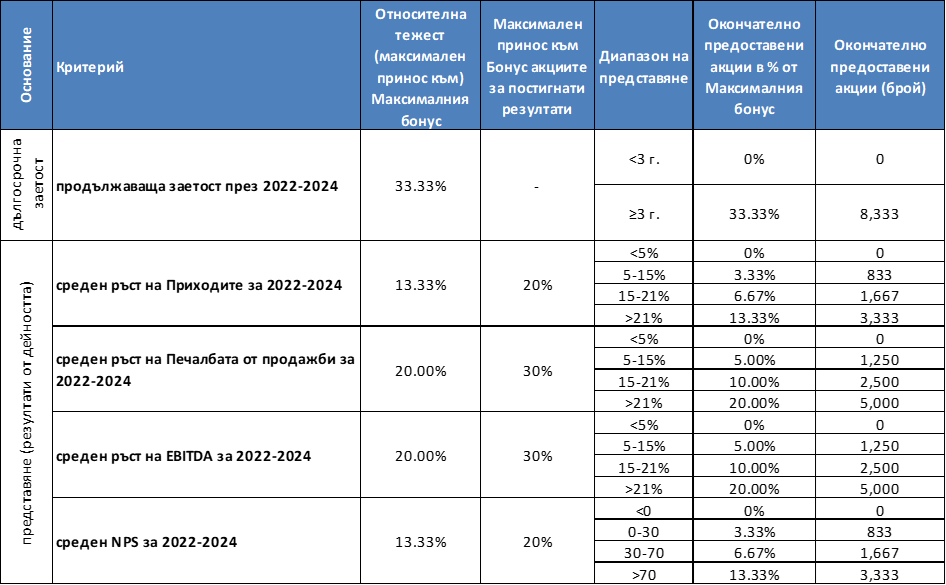 Основание
Критерий
Относителна
тежест
(максимален
принос към)
Максималния
бонус
Максимален
принос към
Бонус акциите
за постигнати
резултати
Диапазон на
представяне
Окончателно
предоставени
акции в % от
Максималния
бонус
Окончателно
предоставени
акции (брой)
дългосрочна
заетост
продължаваща заетост през 2022-2024
33.33%
-
<3 г.
0%
0
≥3 г.
33.33%
8,333
представяне (резултати от дейността)
среден ръст на Приходите за 2022-2024
13.33%
20%
<5%
0%
0
5-15%
3.33%
833
15-21%
6.67%
1,667
>21%
13.33%
3,333
среден ръст на Печалбата от продажби за
2022-2024
20.00%
30%
<5%
0%
0
5-15%
5.00%
1,250
15-21%
10.00%
2,500
>21%
20.00%
5,000
среден ръст на EBITDA за 2022-2024
20.00%
30%
<5%
0%
0
5-15%
5.00%
1,250
15-21%
10.00%
2,500
>21%
20.00%
5,000
среден NPS за 2022-2024
13.33%
20%
<0
0%
0
0-30
3.33%
833
30-70
6.67%
1,667
>70
13.33%
3,333